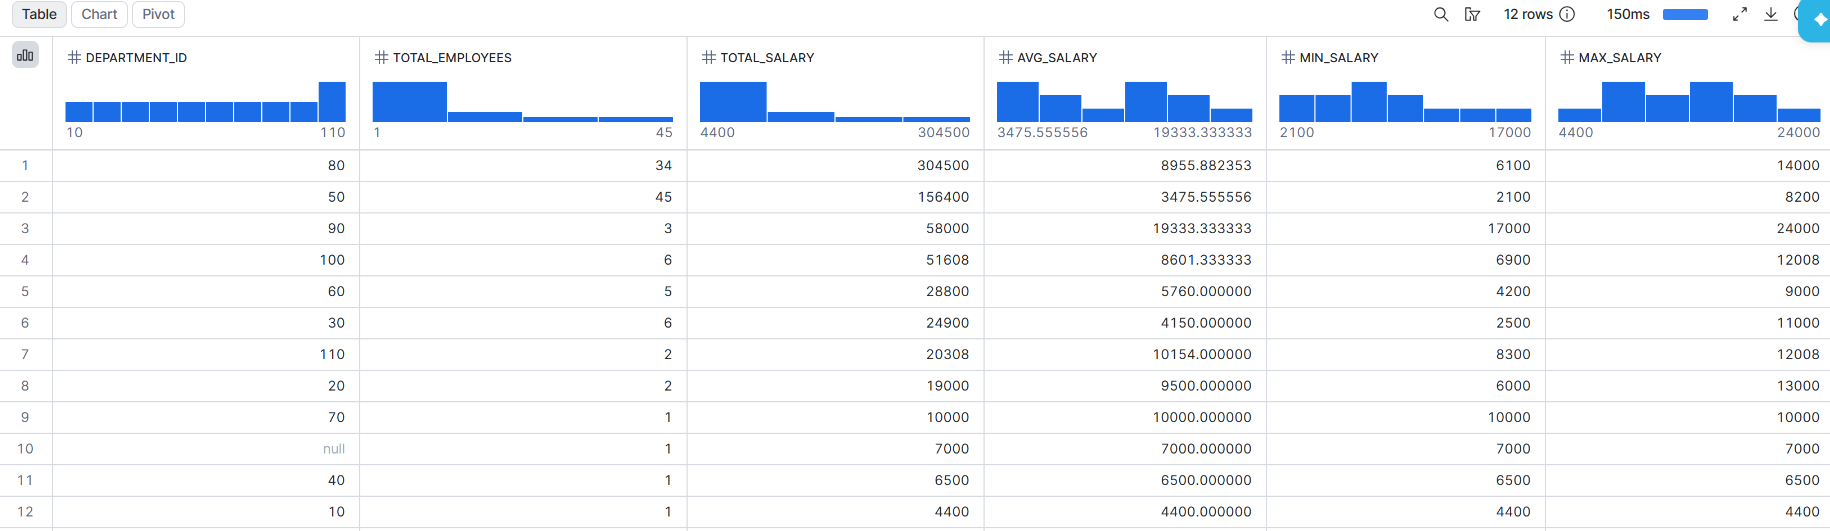 Table Chart Pivot 12 rows 150ms
DEPARTMENT_ID TOTAL_EMPLOYEES TOTAL_SALARY AVG_SALARY MIN_SALARY MAX_SALARY
10 110 1 45 4400 304500 3475.555556 19333.333333 2100 17000 4400 24000
1 80 34 304500 8955.882353 6100 14000
2 50 45 156400 3475.555556 2100 8200
3 90 3 58000 19333.333333 17000 24000
4 100 6 51608 8601.333333 6900 12008
5 60 5 28800 5760.000000 4200 9000
6 30 6 24900 4150.000000 2500 11000
7 110 2 20308 10154.000000 8300 12008
8 20 2 19000 9500.000000 6000 13000
9 70 1 10000 10000.000000 10000 10000
10 null 1 7000 7000.000000 7000 7000
11 40 1 6500 6500.000000 6500 6500
12 10 1 4400 4400.000000 4400 4400